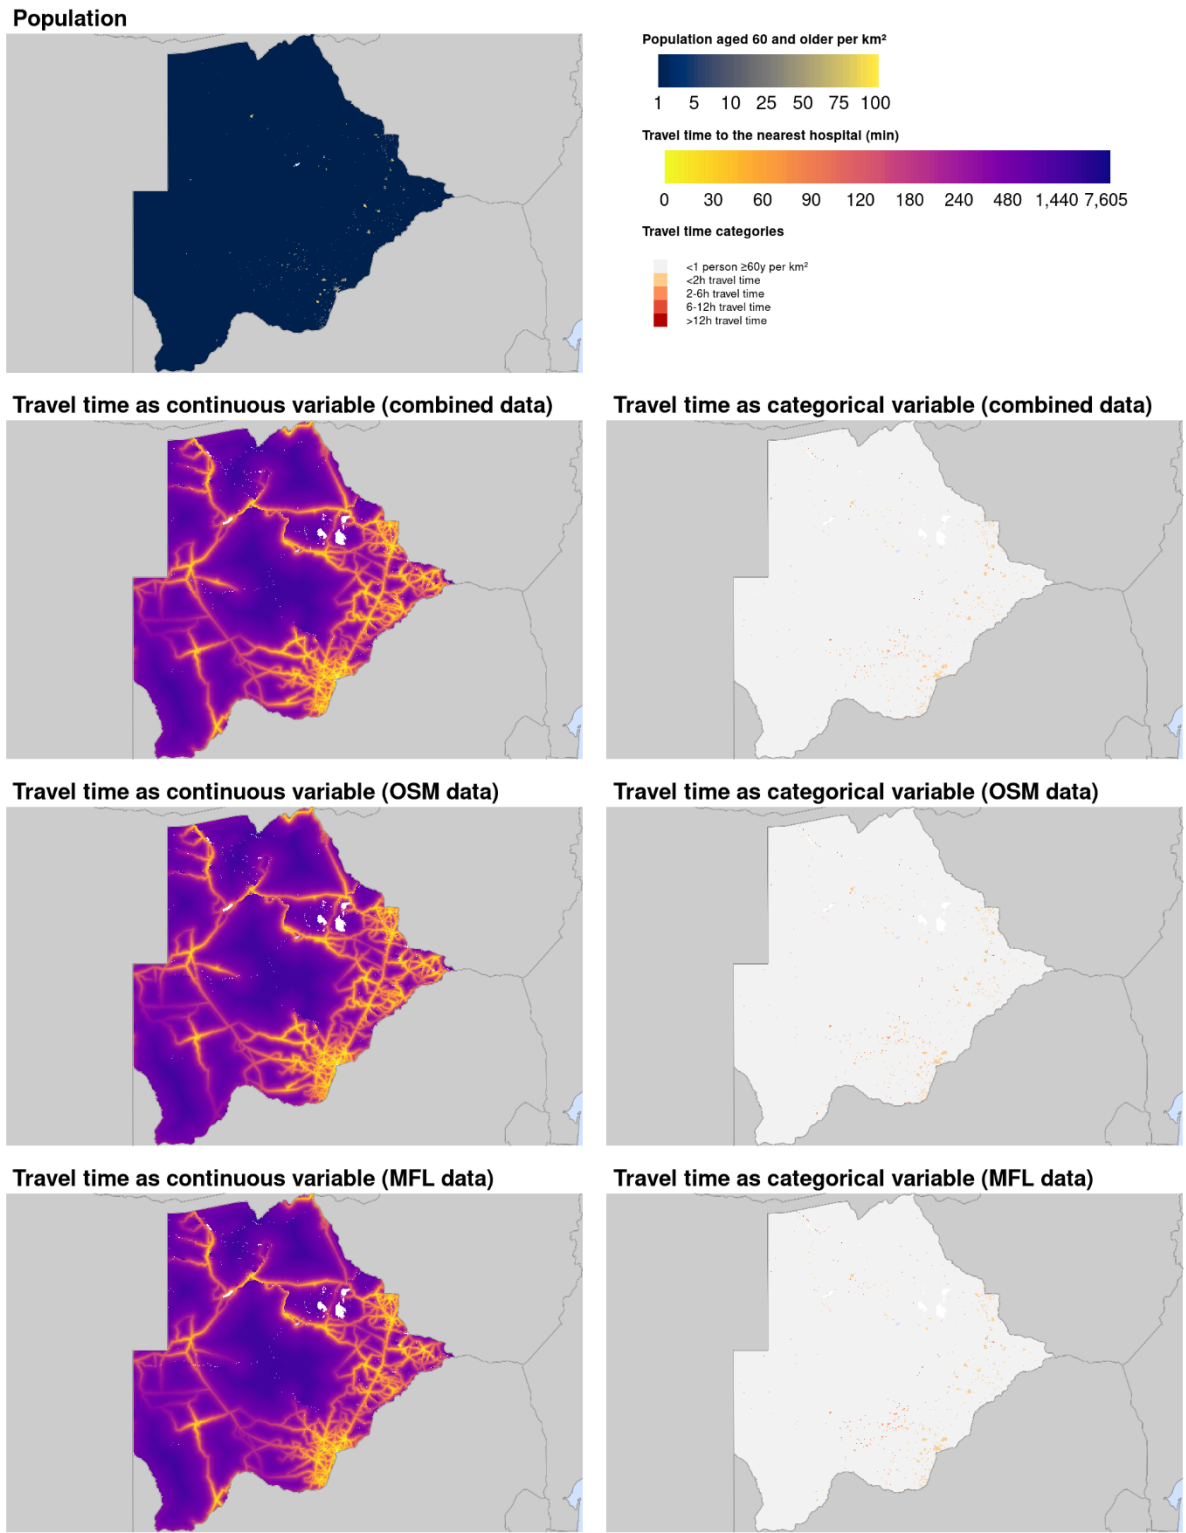 Population
Population aged 60 and older per km²
1 5 10 25 50 75 100
Travel time to the nearest hospital (min)
0 30 60 90 120 180 240 480 1,440 7,605
Travel time categories
<1 person ≥60y per km²
<2h travel time
2-6h travel time
6-12h travel time
>12h travel time
Travel time as continuous variable (combined data)
Travel time as categorical variable (combined data)
Travel time as continuous variable (OSM data)
Travel time as categorical variable (OSM data)
Travel time as continuous variable (MFL data)
Travel time as categorical variable (MFL data)